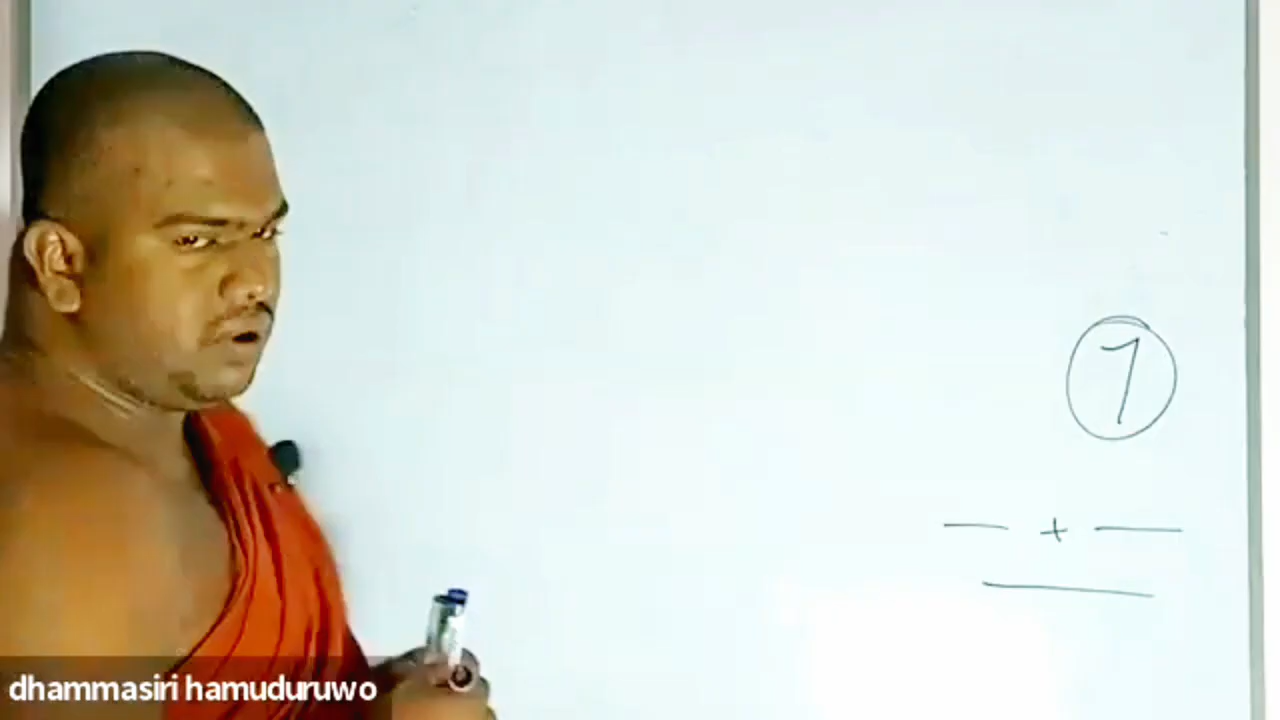 7
— + —
dhammasiri hamuduruwo